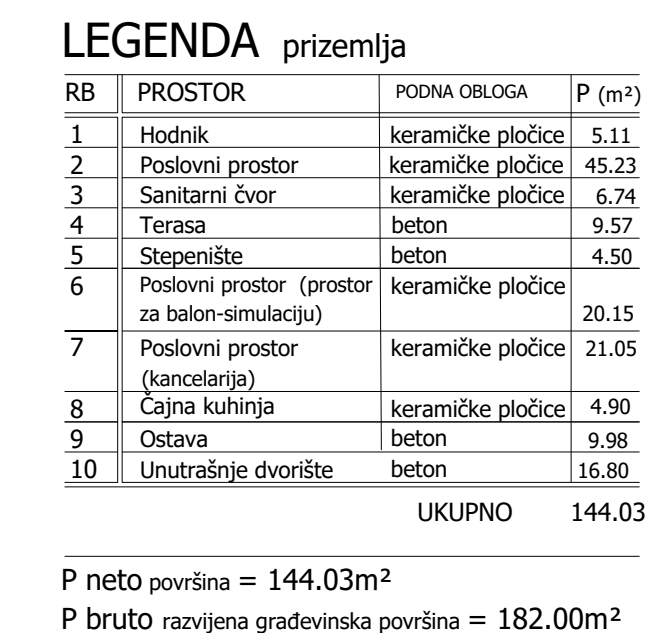 LEGENDA prizemlja
RB PROSTOR PODNA OBLOGA P (m²)
1 Hodnik keramičke pločice 5.11
2 Poslovni prostor keramičke pločice 45.23
3 Sanitarni čvor keramičke pločice 6.74
4 Terasa beton 9.57
5 Stepenište beton 4.50
6 Poslovni prostor (prostor keramičke pločice
za balon-simulaciju) 20.15
7 Poslovni prostor keramičke pločice 21.05
(kancelarija)
8 Čajna kuhinja keramičke pločice 4.90
9 Ostava beton 9.98
10 Unutrašnje dvorište beton 16.80
UKUPNO 144.03
P neto površina = 144.03m²
P bruto razvijena građevinska površina = 182.00m²